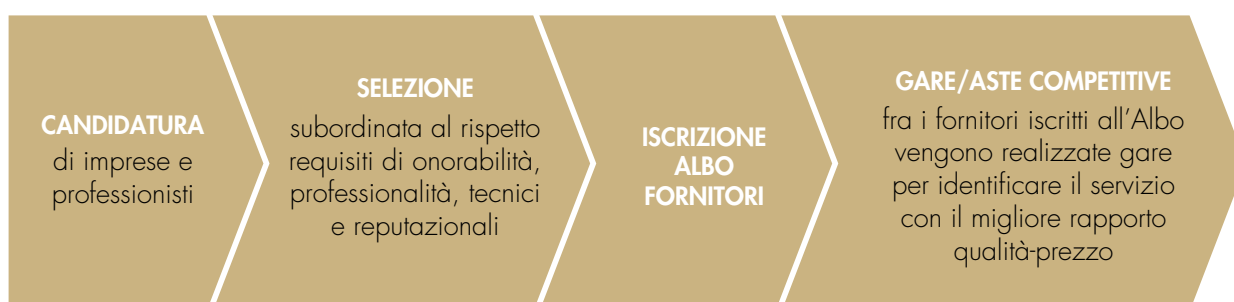 CANDIDATURA
di imprese e
professionisti
SELEZIONE
subordinata al rispetto
requisiti di onorabilità,
professionalità, tecnici
e reputazionali
ISCRIZIONE
ALBO
FORNITORI
GARE/ASTE COMPETITIVE
fra i fornitori iscritti all’Albo
vengono realizzate gare
per identificare il servizio
con il migliore rapporto
qualità-prezzo